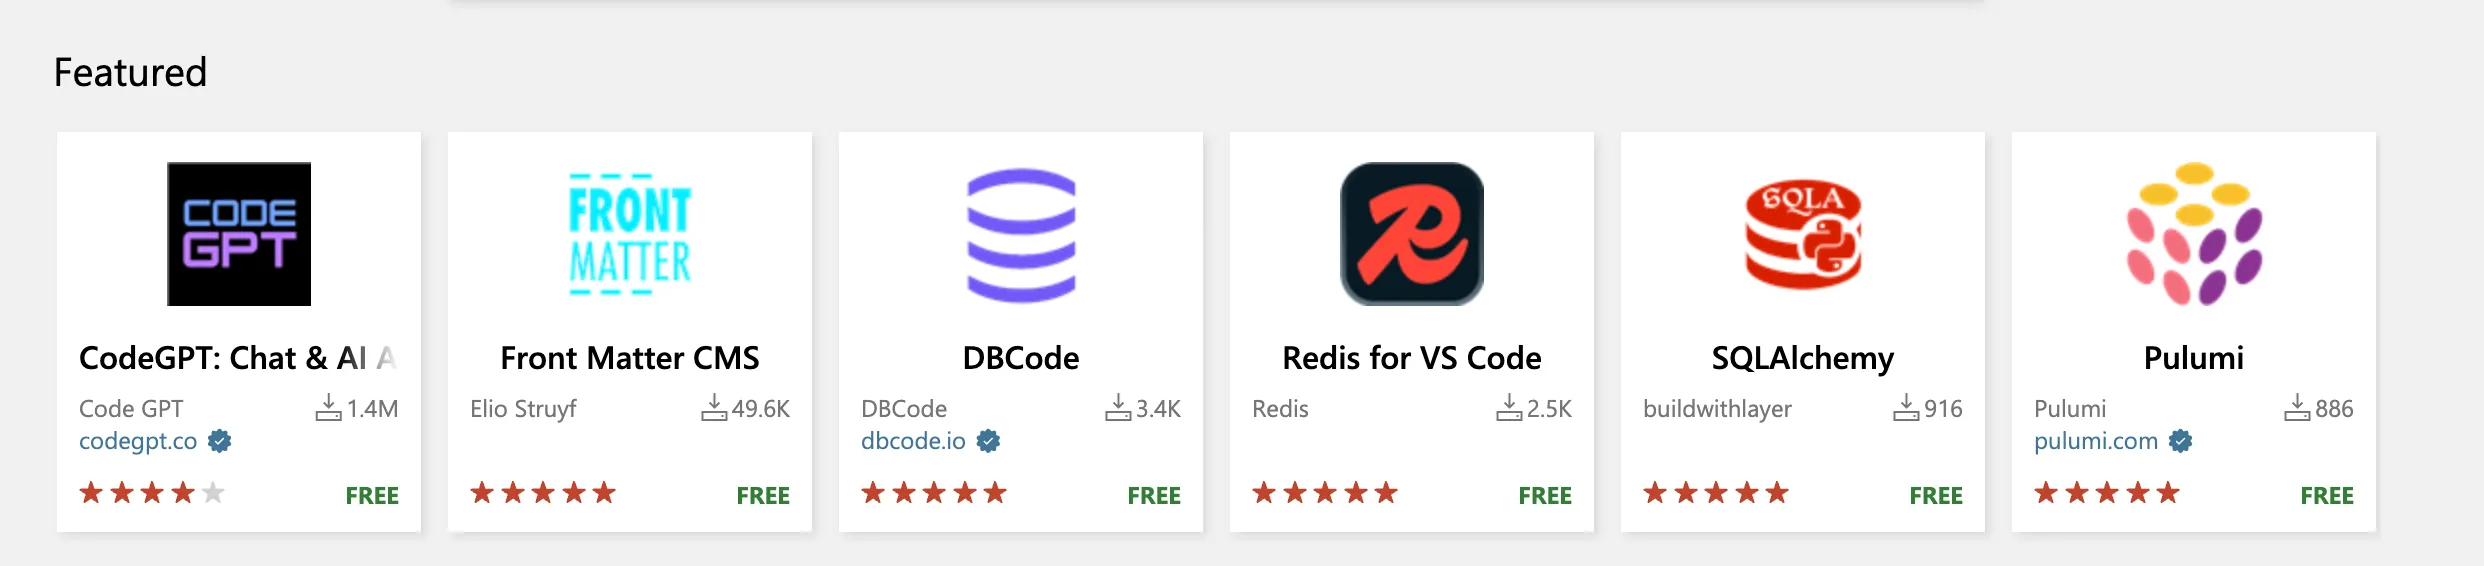 Featured
CODE
GPT
CodeGPT: Chat & AI A
Code GPT 1.4M
codegpt.co
FREE
FRONT
MATTER
Front Matter CMS
Elio Struyf 49.6K
FREE
DBCode
DBCode 3.4K
dbcode.io
FREE
R
Redis for VS Code
Redis 2.5K
FREE
SQLA
SQLAlchemy
buildwithlayer 916
FREE
Pulumi
Pulumi 886
pulumi.com
FREE